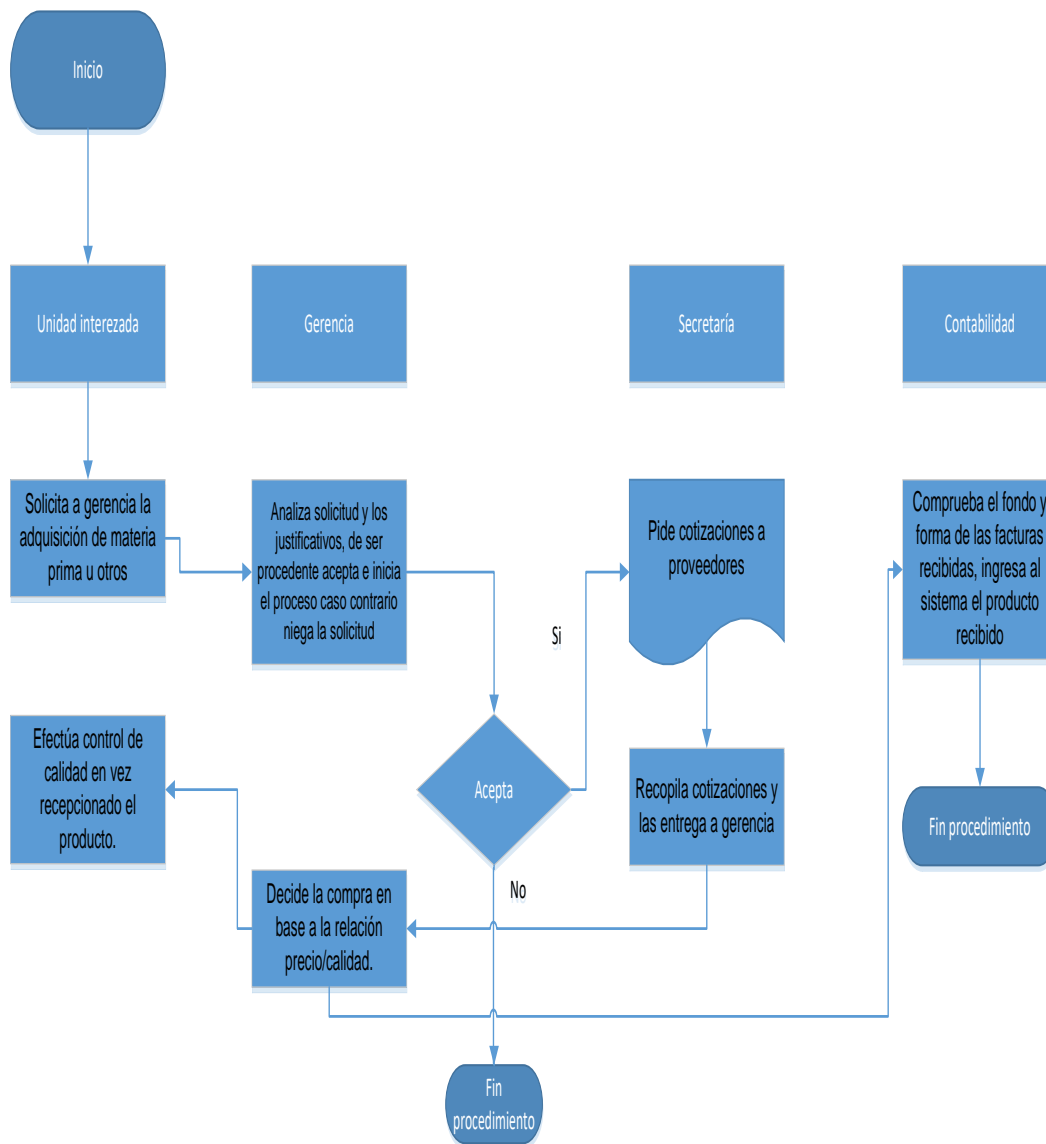 Inicio
Unidad interezada
Gerencia
Secretaría
Contabilidad
Solicita a gerencia la
adquisición de materia
prima u otros
Analiza solicitud y los
justificativos, de ser
procedente acepta e inicia
el proceso caso contrario
niega la solicitud
Pide cotizaciones a
proveedores
Comprueba el fondo y
forma de las facturas
recibidas, ingresa al
sistema el producto
recibido
Si
Efectúa control de
calidad en vez
recepcionado el
producto.
Acepta
Recopila cotizaciones y
las entrega a gerencia
Fin procedimiento
No
Decide la compra en
base a la relación
precio/calidad.
Fin
procedimiento